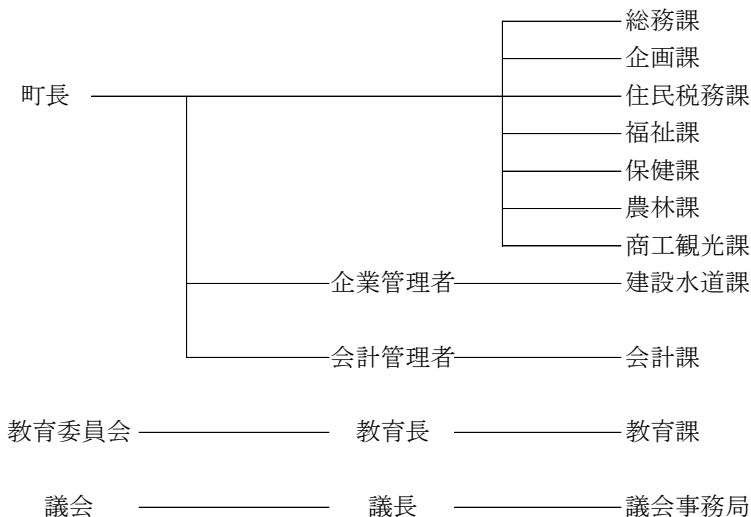 総務課
企画課
町長 住民税務課
福祉課
保健課
農林課
商工観光課
企業管理者 建設水道課
会計管理者 会計課
教育委員会 教育長 教育課
議会 議長 議会事務局